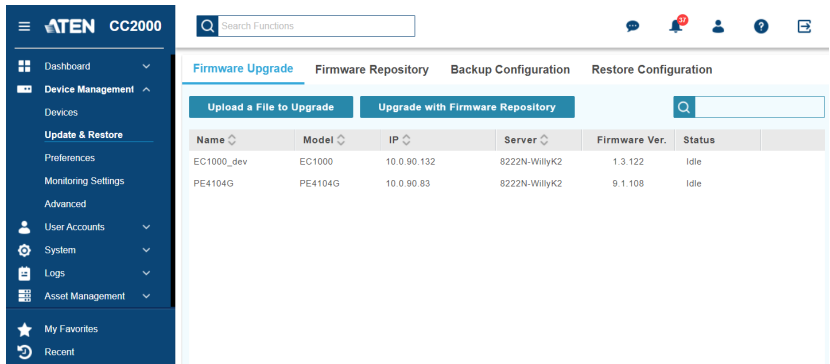 ATEN CC2000
Search Functions
37
Dashboard
Device Management
Devices
Update & Restore
Preferences
Monitoring Settings
Advanced
User Accounts
System
Logs
Asset Management
My Favorites
Recent
Firmware Upgrade Firmware Repository Backup Configuration Restore Configuration
Upload a File to Upgrade Upgrade with Firmware Repository
Name Model IP Server Firmware Ver. Status
EC1000_dev EC1000 10.0.90.132 8222N-WillyK2 1.3.122 Idle
PE4104G PE4104G 10.0.90.83 8222N-WillyK2 9.1.108 Idle